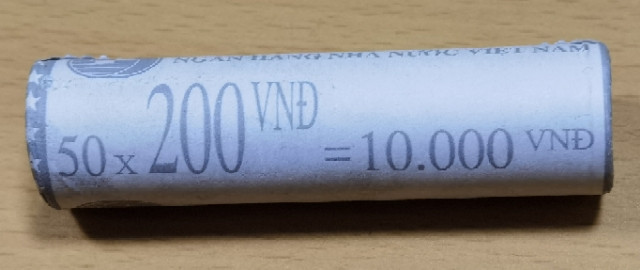 NGÂN HÀNG NHÀ NƯỚC VIỆT NAM
50 x 200 VNĐ = 10.000 VNĐ